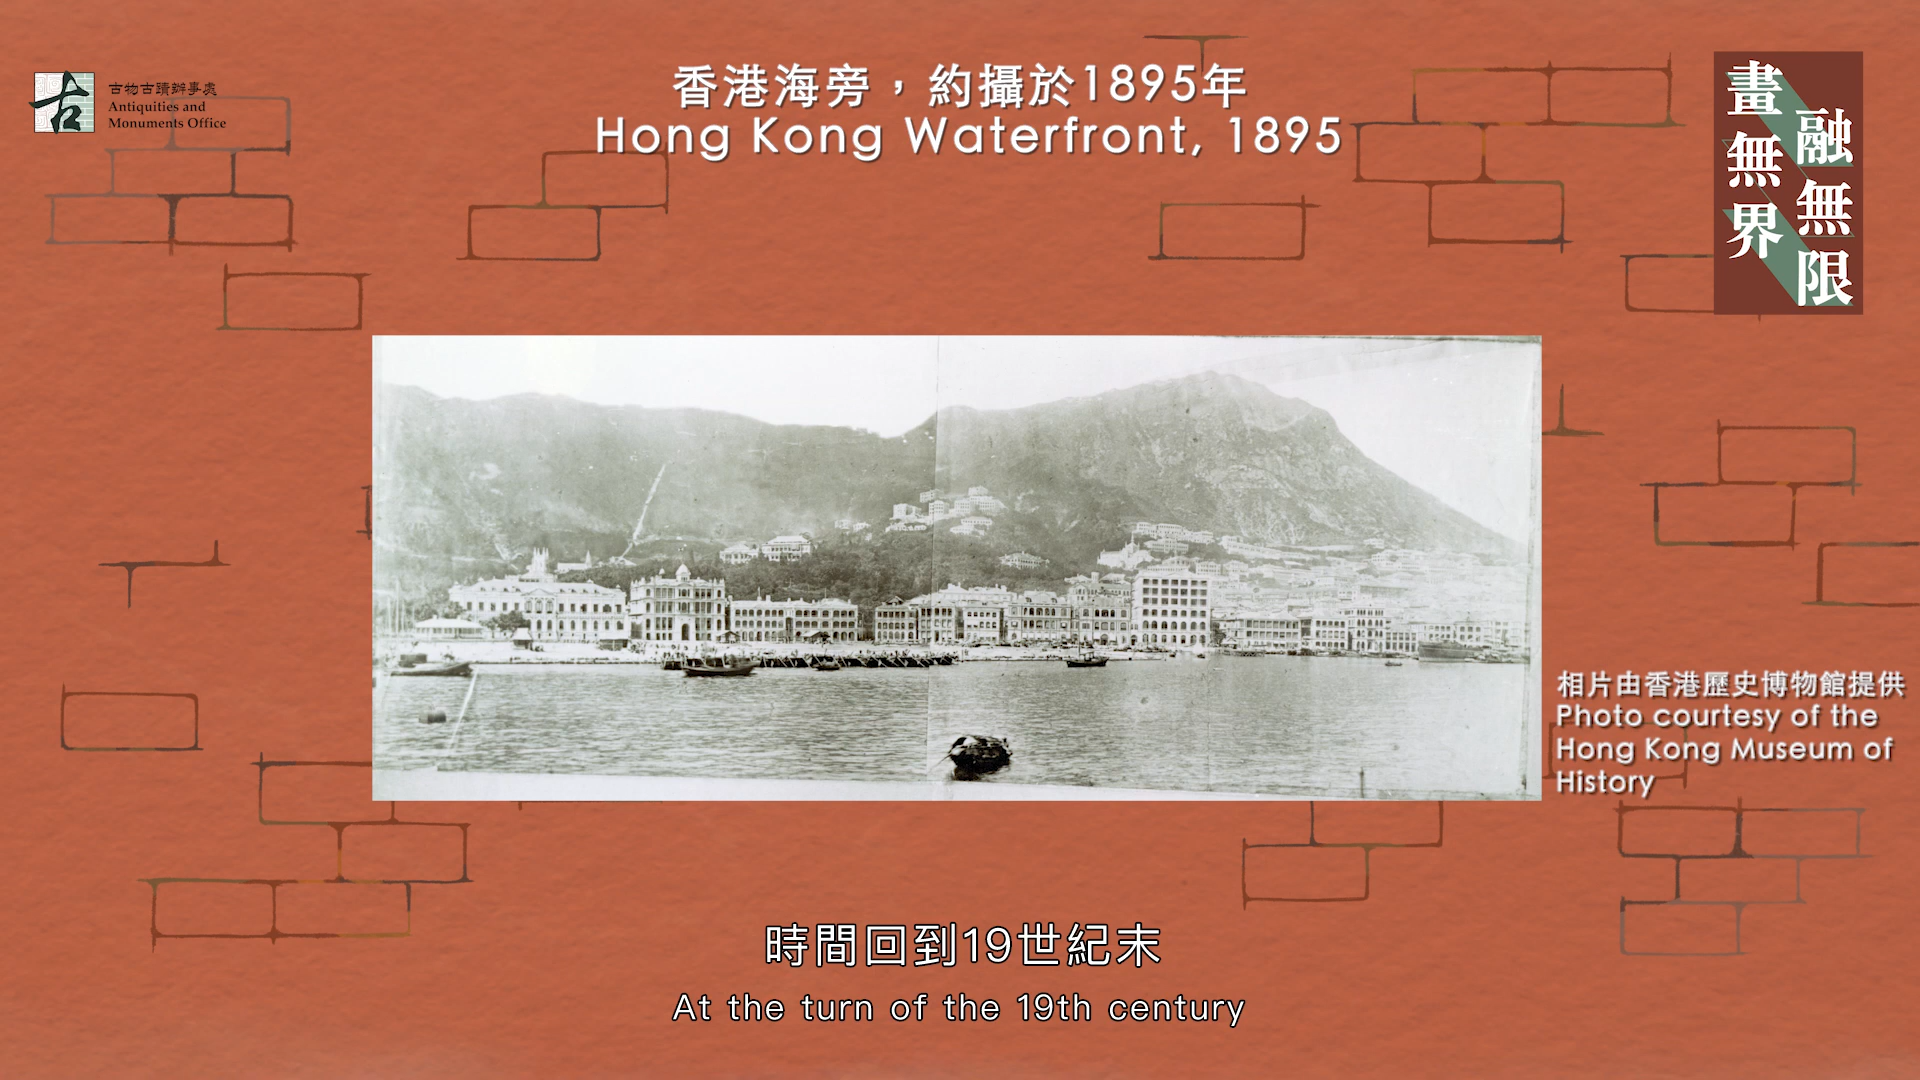 古物古蹟辦事處
Antiquities and
Monuments Office
香港海旁，約攝於1895年
Hong Kong Waterfront, 1895
融無限
畫無界
相片由香港歷史博物館提供
Photo courtesy of the
Hong Kong Museum of
History
時間回到19世紀末
At the turn of the 19th century